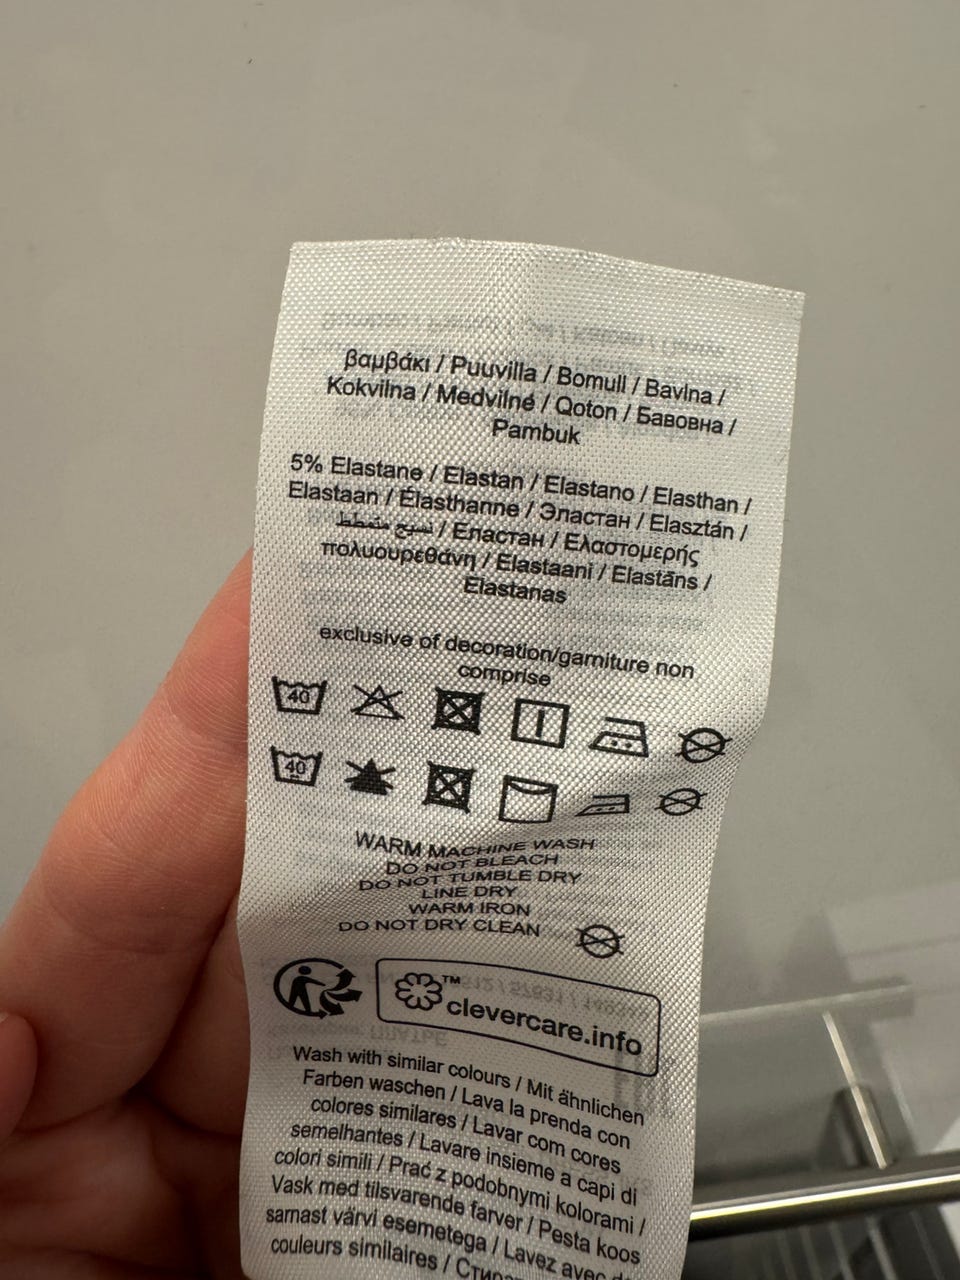 βαμβάκι / Puuvilla / Bomull / Bavlna /
Kokvilna / Medvilnė / Qoton / Бавовна /
Pambuk
5% Elastane / Elastan / Elastano / Elasthan /
Elastaan / Élasthanne / Эластан / Elasztán /
نسيج متمطط / Еластан / Ελαστομερής
πολυουρεθάνη / Elastaani / Elastāns /
Elastanas
exclusive of decoration/garniture non
comprise
40
40
WARM MACHINE WASH
DO NOT BLEACH
DO NOT TUMBLE DRY
LINE DRY
WARM IRON
DO NOT DRY CLEAN
™
clevercare.info
Wash with similar colours / Mit ähnlichen
Farben waschen / Lava la prenda con
colores similares / Lavar com cores
semelhantes / Lavare insieme a capi di
colori simili / Prać z podobnymi kolorami /
Vask med tilsvarende farver / Pesta koos
sarnast värvi esemetega / Lavez avec
couleurs similaires /